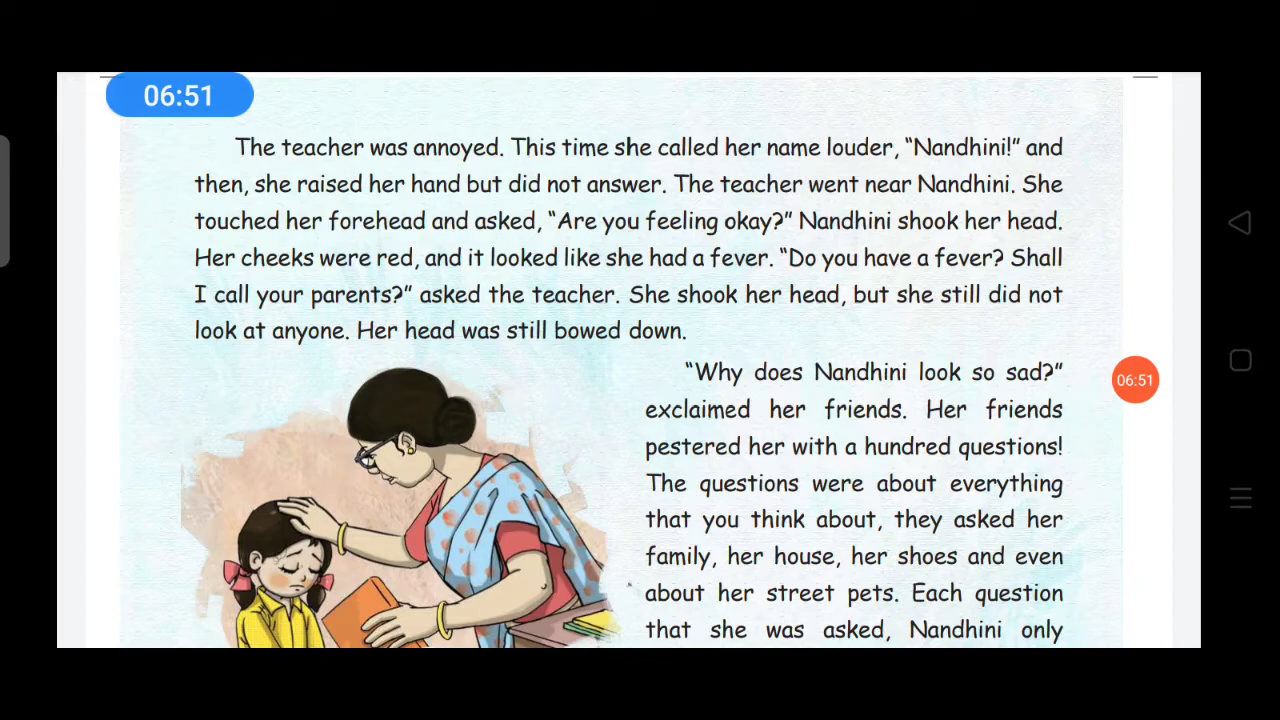 06:51
The teacher was annoyed. This time she called her name louder, “Nandhini!” and
then, she raised her hand but did not answer. The teacher went near Nandhini. She
touched her forehead and asked, “Are you feeling okay?” Nandhini shook her head.
Her cheeks were red, and it looked like she had a fever. “Do you have a fever? Shall
I call your parents?” asked the teacher. She shook her head, but she still did not
look at anyone. Her head was still bowed down.
“Why does Nandhini look so sad?”
06:51
exclaimed her friends. Her friends
pestered her with a hundred questions!
The questions were about everything
that you think about, they asked her
family, her house, her shoes and even
about her street pets. Each question
that she was asked, Nandhini only